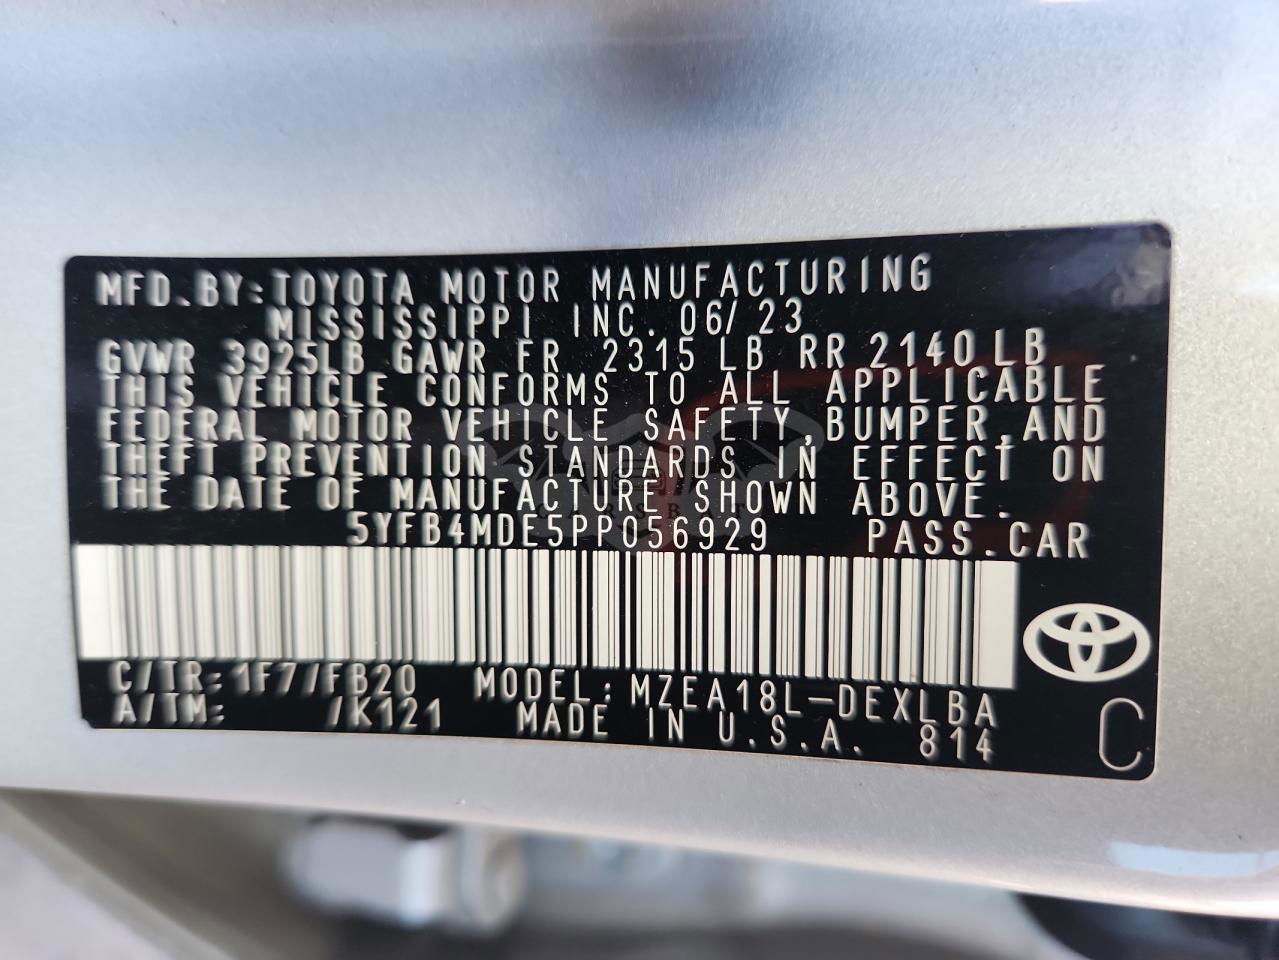 MFD.BY:TOYOTA MOTOR MANUFACTURING
MISSISSIPPI INC. 06/23
GVWR 3925LB GAWR FR 2315 LB RR 2140 LB
THIS VEHICLE CONFORMS TO ALL APPLICABLE
FEDERAL MOTOR VEHICLE SAFETY,BUMPER,AND
THEFT PREVENTION STANDARDS IN EFFECT ON
THE DATE OF MANUFACTURE SHOWN ABOVE.
CARSBAT
5YFB4MDE5PP056929 PASS.CAR
C/TR:1F7/FB20 MODEL:MZEA18L-DEXLBA
A/TM: /K121 MADE IN U.S.A. 814 C